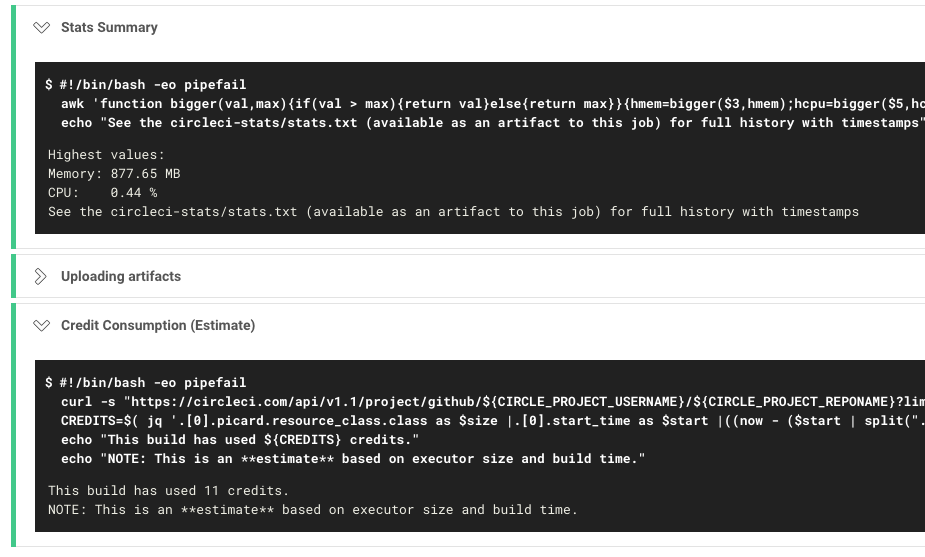 Stats Summary
$ #!/bin/bash -eo pipefail
awk 'function bigger(val,max){if(val > max){return val}else{return max}}{hmem=bigger($3,hmem);hcpu=bigger($5,hc
echo "See the circleci-stats/stats.txt (available as an artifact to this job) for full history with timestamps"
Highest values:
Memory: 877.65 MB
CPU:    0.44 %
See the circleci-stats/stats.txt (available as an artifact to this job) for full history with timestamps
Uploading artifacts
Credit Consumption (Estimate)
$ #!/bin/bash -eo pipefail
curl -s "https://circleci.com/api/v1.1/project/github/${CIRCLE_PROJECT_USERNAME}/${CIRCLE_PROJECT_REPONAME}?lim
CREDITS=$( jq '.[0].picard.resource_class.class as $size |.[0].start_time as $start |((now - ($start | split(".
echo "This build has used ${CREDITS} credits."
echo "NOTE: This is an **estimate** based on executor size and build time."
This build has used 11 credits.
NOTE: This is an **estimate** based on executor size and build time.